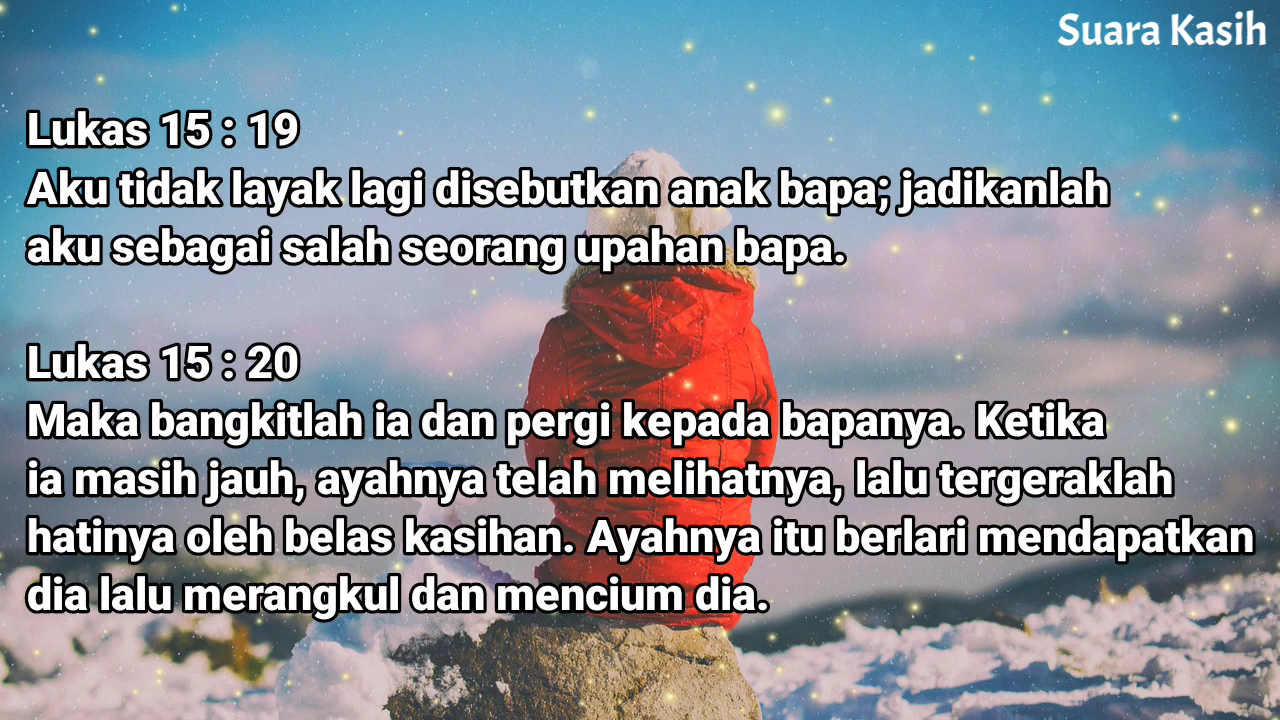 Suara Kasih
Lukas 15 : 19
Aku tidak layak lagi disebutkan anak bapa; jadikanlah
aku sebagai salah seorang upahan bapa.
Lukas 15 : 20
Maka bangkitlah ia dan pergi kepada bapanya. Ketika
ia masih jauh, ayahnya telah melihatnya, lalu tergeraklah
hatinya oleh belas kasihan. Ayahnya itu berlari mendapatkan
dia lalu merangkul dan mencium dia.